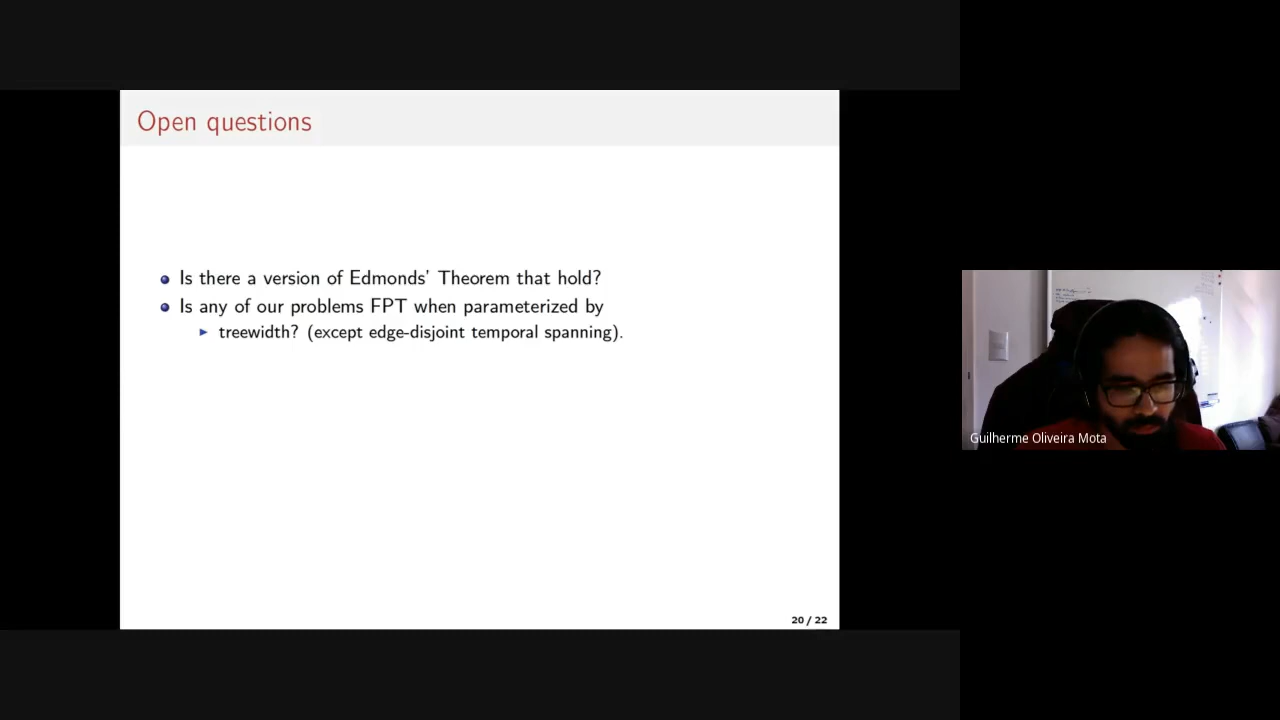 Open questions
Is there a version of Edmonds' Theorem that hold?
Is any of our problems FPT when parameterized by
treewidth? (except edge-disjoint temporal spanning).
20 / 22
Guilherme Oliveira Mota